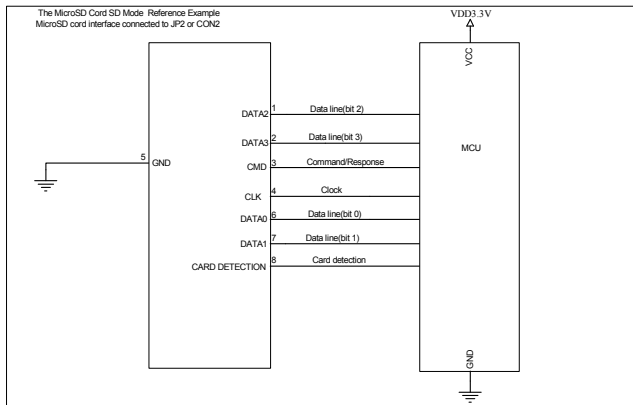 The MicroSD Cord SD Mode Reference Example
MicroSD cord interface connected to JP2 or CON2
VDD3.3V
VCC
DATA2 1 Data line(bit 2)
DATA3 2 Data line(bit 3)
MCU
5 GND
CMD 3 Command/Response
CLK 4 Clock
DATA0 6 Data line(bit 0)
DATA1 7 Data line(bit 1)
CARD DETECTION 8 Card detection
GND